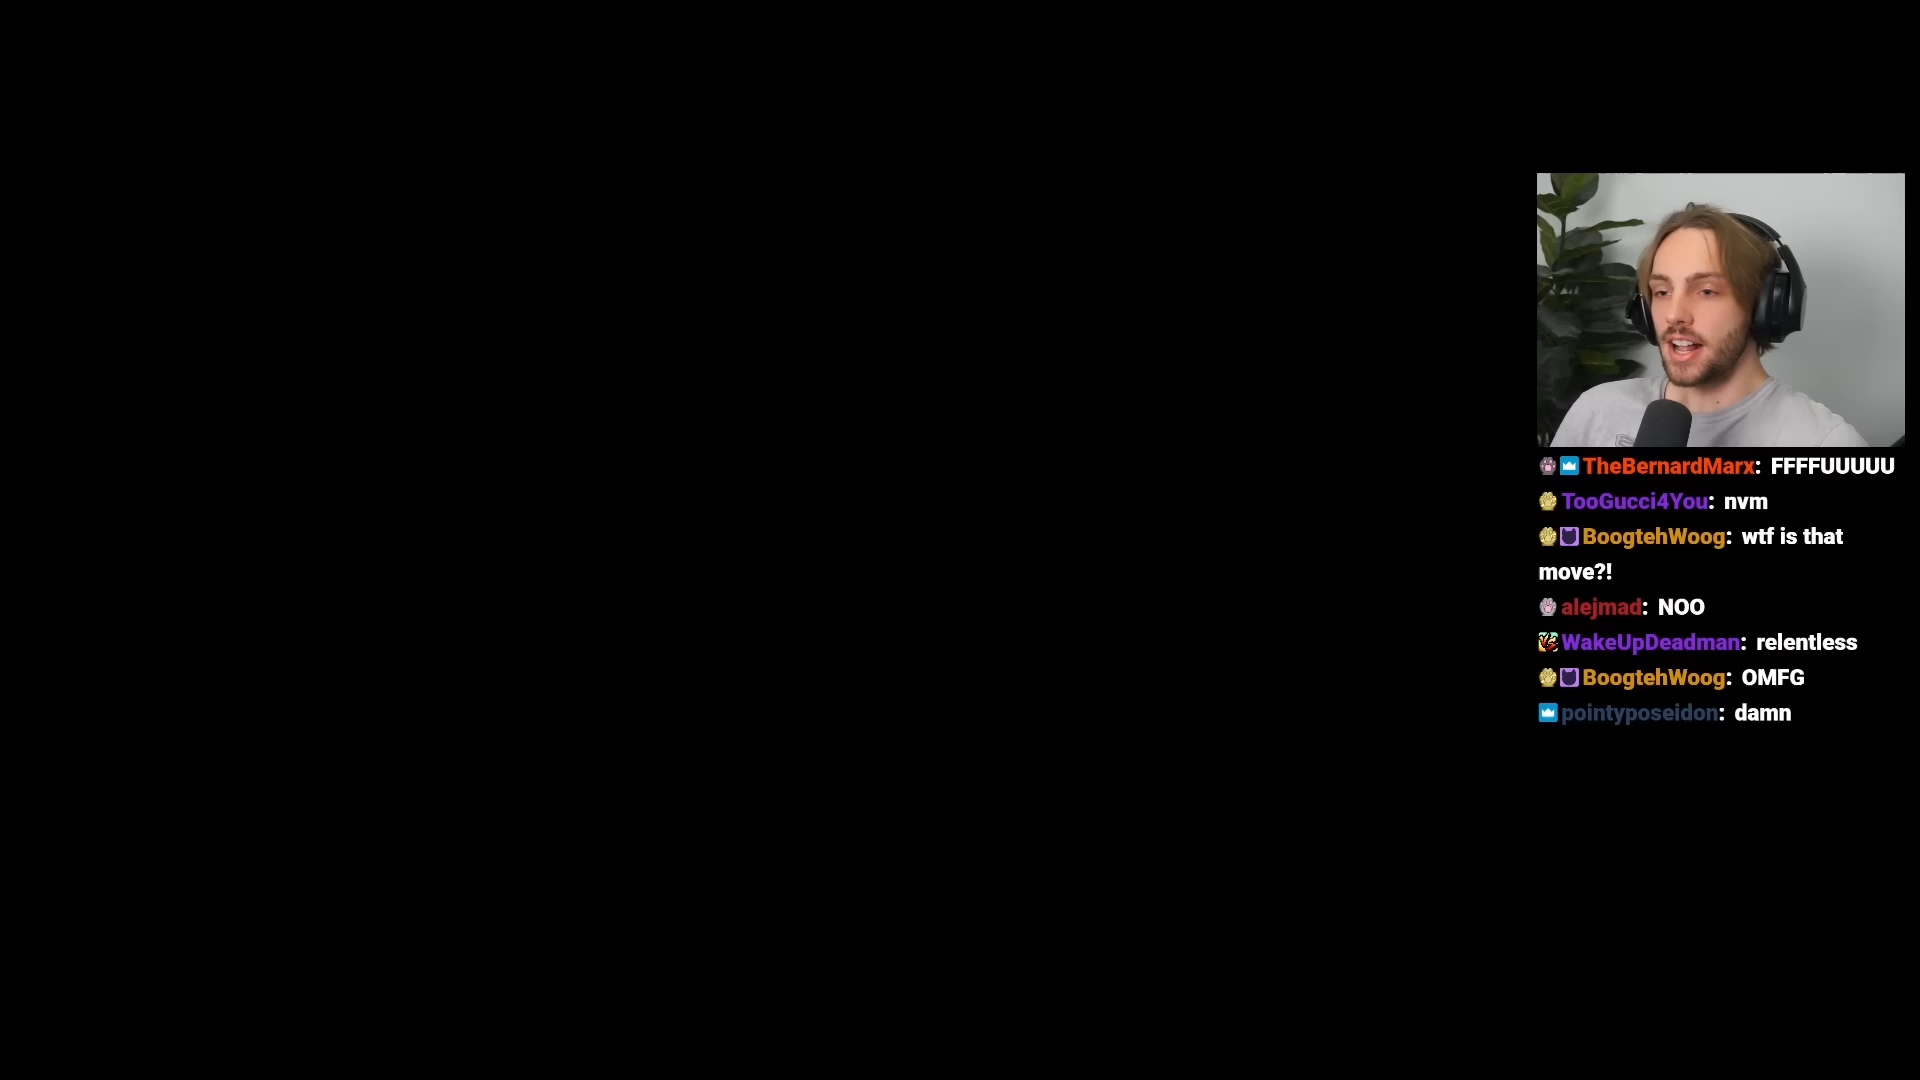 TheBernardMarx: FFFFUUUUU
TooGucci4You: nvm
BoogtehWoog: wtf is that
move?!
alejmad: NOO
WakeUpDeadman: relentless
BoogtehWoog: OMFG
pointyposeidon: damn